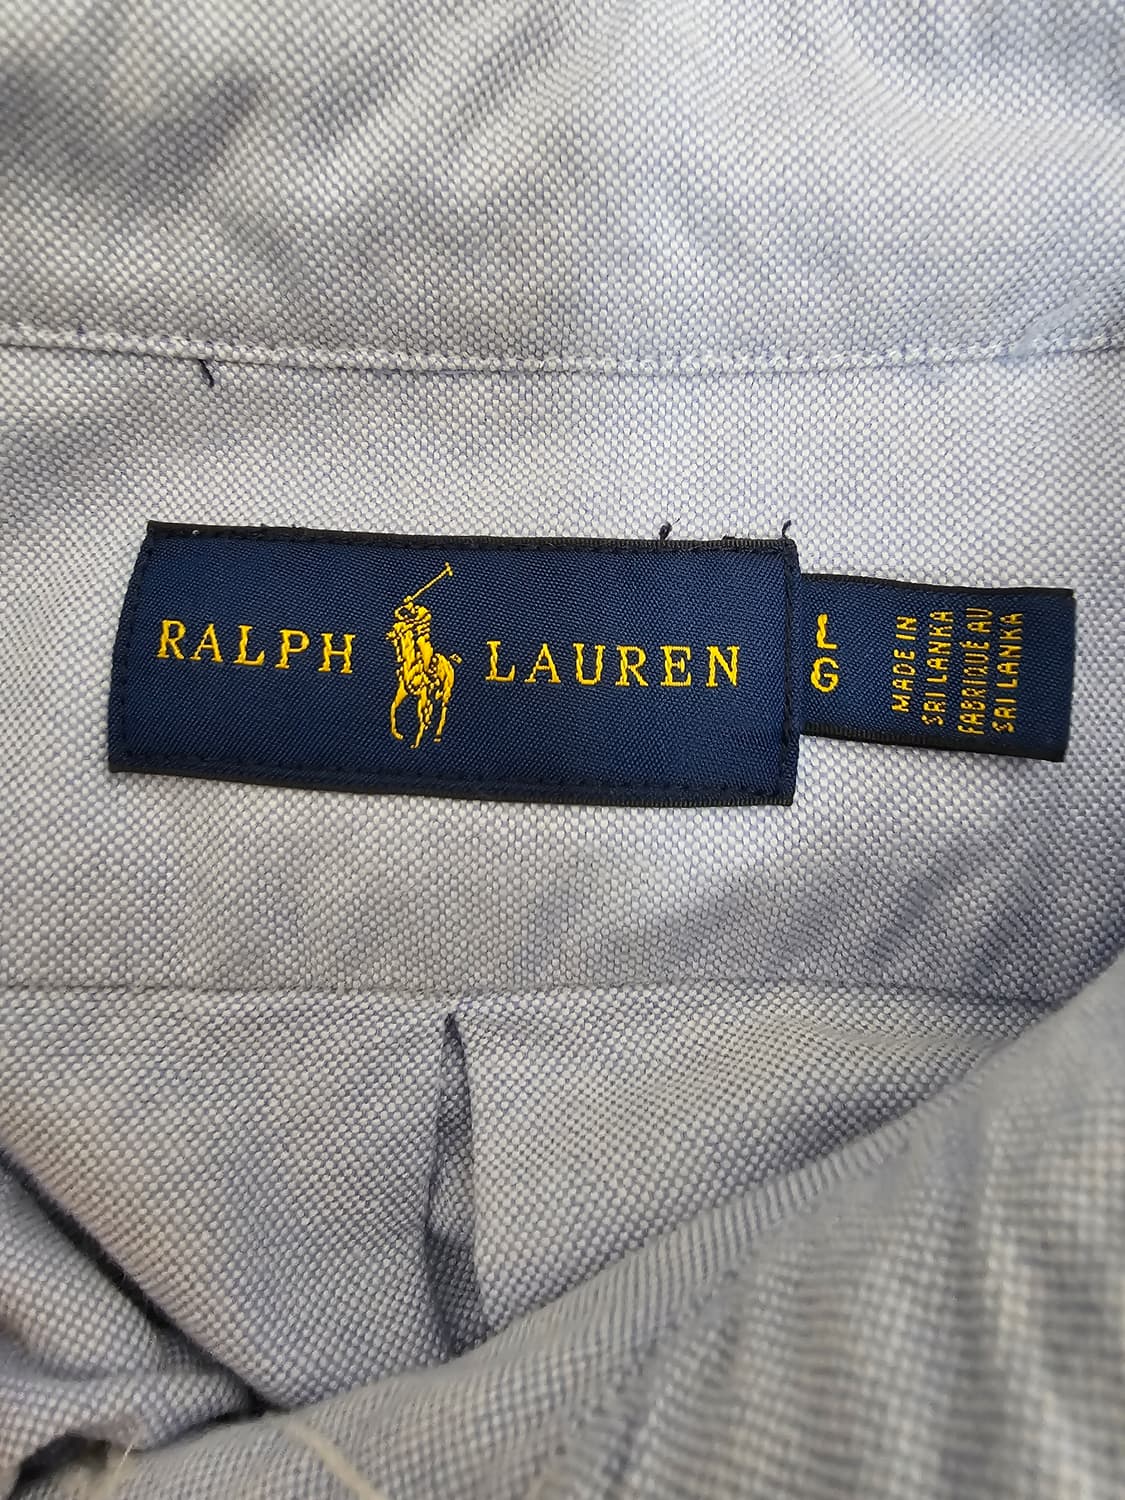 RALPH LAUREN
L
G
MADE IN
SRI LANKA
FABRIQUÉ AU
SRI LANKA